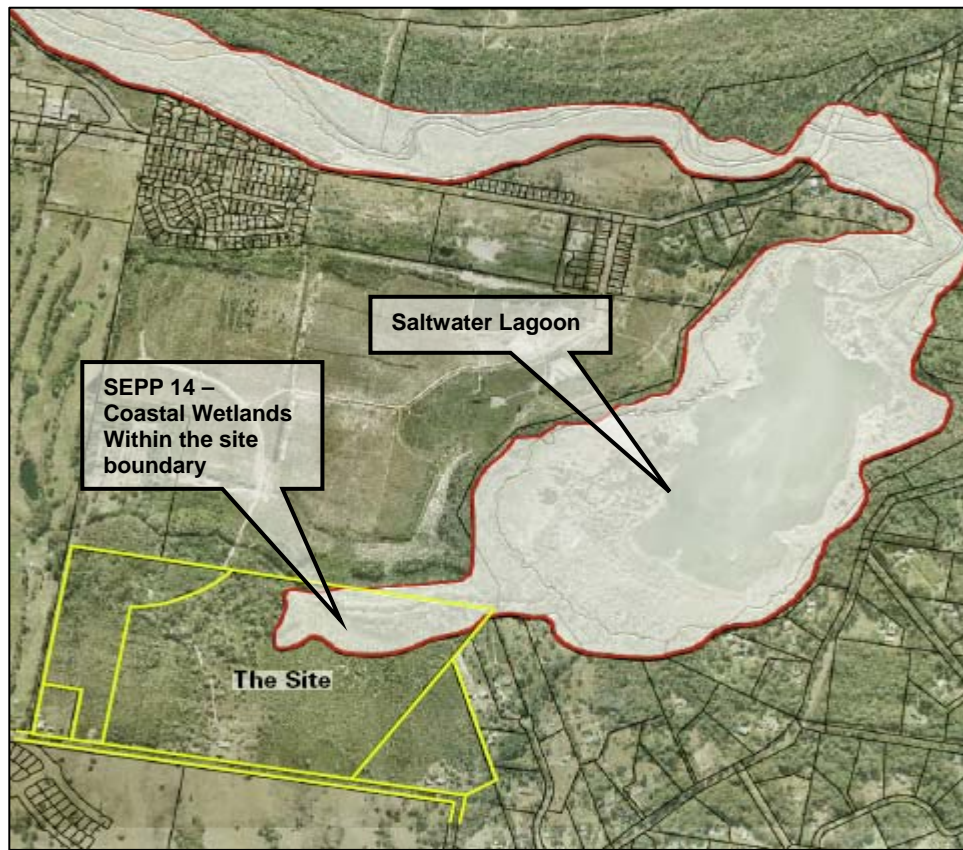 Saltwater Lagoon
SEPP 14 –
Coastal Wetlands
Within the site
boundary
The Site